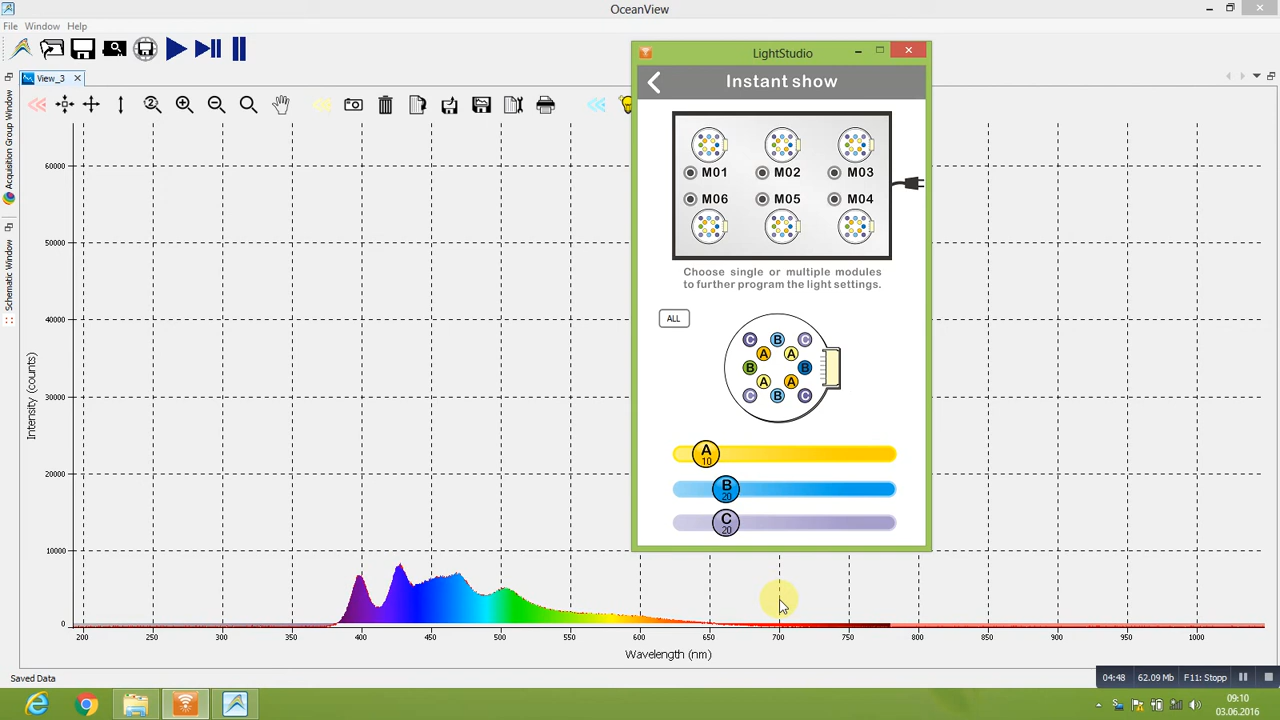 OceanView
File Window Help
View_3
LightStudio
Instant show
M01 M02 M03
M06 M05 M04
Choose single or multiple modules
to further program the light settings.
ALL
C B C
A A
B B
A A
C B C
A
10
B
20
C
20
Acquisition Group Window
Schematic Window
Intensity (counts)
60000
50000
40000
30000
20000
10000
0
200 250 300 350 400 450 500 550 600 650 700 750 800 850 900 950 1000
Wavelength (nm)
Saved Data
04:48 62.09 Mb F11: Stop
09:10
03.06.2016